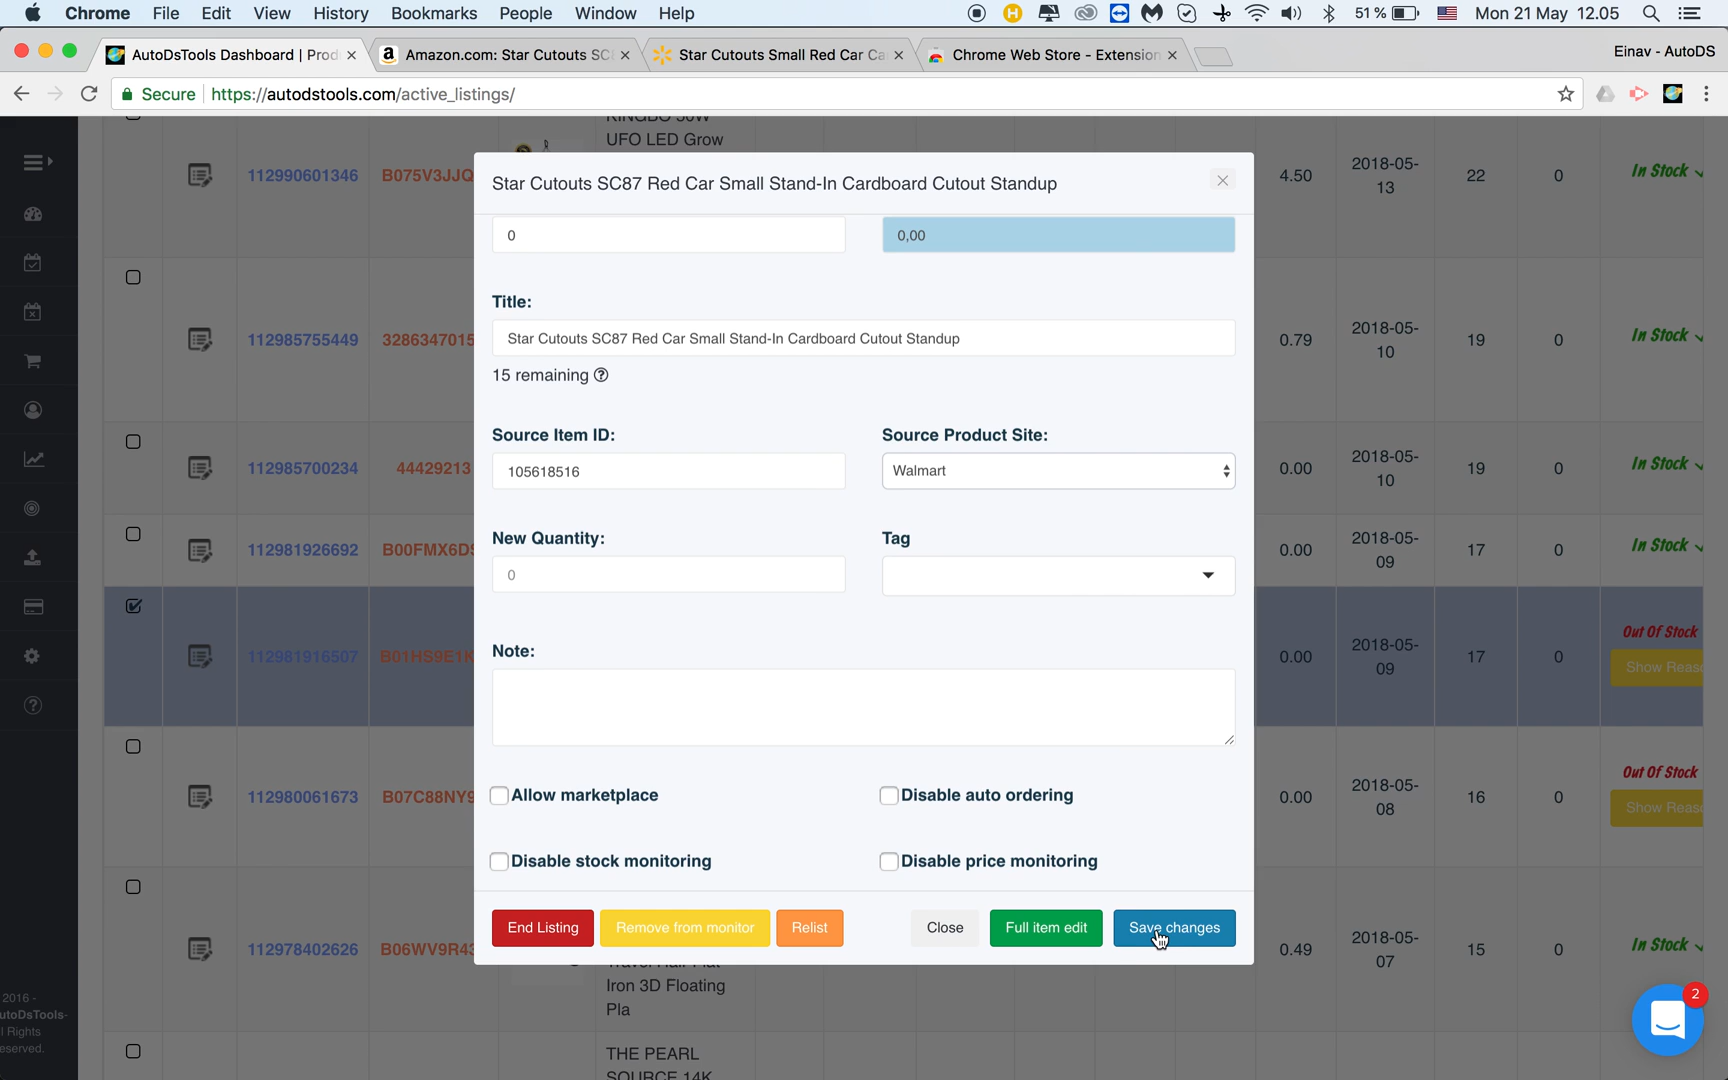 Chrome File Edit View History Bookmarks People Window Help
51% Mon 21 May 12.05
AutoDsTools Dashboard | Prod
a Amazon.com: Star Cutouts SC8
Star Cutouts Small Red Car Ca
Chrome Web Store - Extension
Einav - AutoDS
Secure https://autodstools.com/active_listings/
KINGBO 50W
UFO LED Grow
112990601346 B075V3JJQ 4.50 2018-05-13 22 0 In Stock
112985755449 3286347015 0.79 2018-05-10 19 0 In Stock
112985700234 44429213 0.00 2018-05-10 19 0 In Stock
112981926692 B00FMX6DS 0.00 2018-05-09 17 0 In Stock
112981916507 B01HS9E1K 0.00 2018-05-09 17 0 Out Of Stock
Show Reas
112980061673 B07C88NY9 0.00 2018-05-08 16 0 Out Of Stock
Show Reas
112978402626 B06WV9R43 0.49 2018-05-07 15 0 In Stock
Iron 3D Floating
Pla
THE PEARL
SOURCE 14K
Star Cutouts SC87 Red Car Small Stand-In Cardboard Cutout Standup
0 0,00
Title:
Star Cutouts SC87 Red Car Small Stand-In Cardboard Cutout Standup
15 remaining
Source Item ID: Source Product Site:
105618516 Walmart
New Quantity: Tag
0
Note:
Allow marketplace Disable auto ordering
Disable stock monitoring Disable price monitoring
End Listing Remove from monitor Relist Close Full item edit Save changes
2016 -
utoDsTools-
ll Rights
eserved.
2